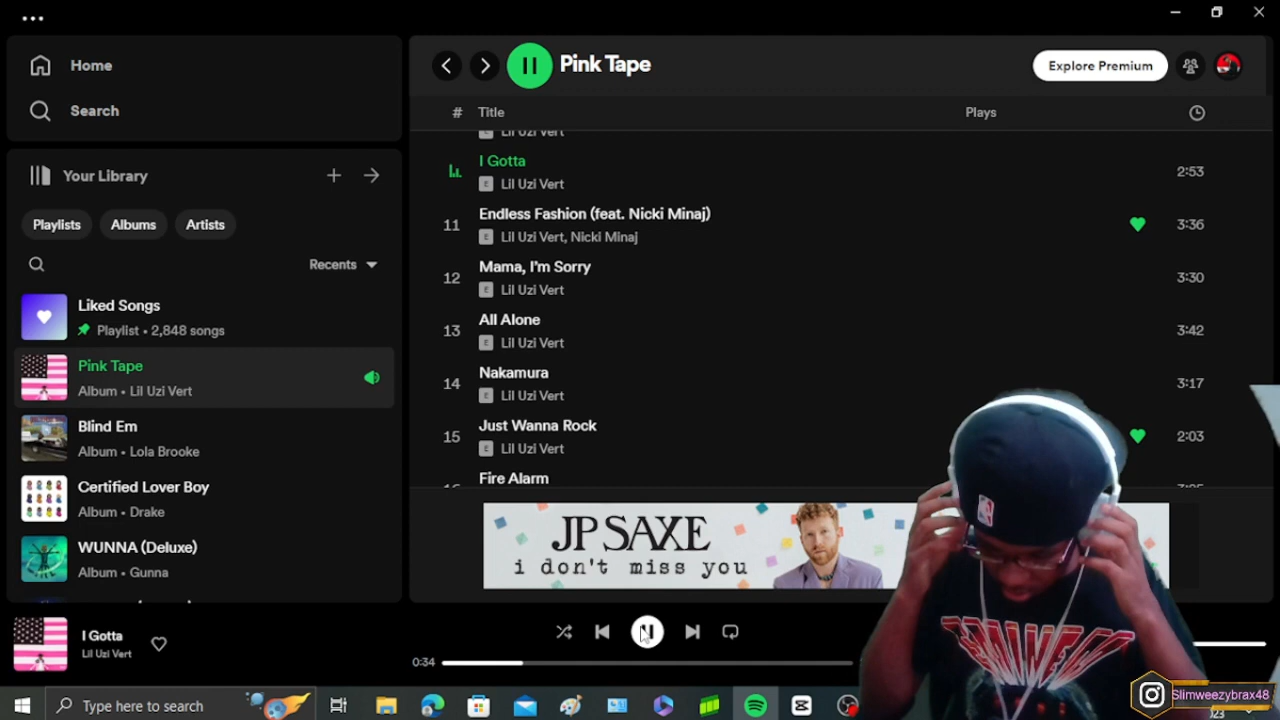 Home
Search
Your Library
Playlists
Albums
Artists
Recents
Liked Songs
Playlist • 2,848 songs
Pink Tape
Album • Lil Uzi Vert
Blind Em
Album • Lola Brooke
Certified Lover Boy
Album • Drake
WUNNA (Deluxe)
Album • Gunna
Pink Tape
Explore Premium
# Title Plays
Lil Uzi Vert
I Gotta
E Lil Uzi Vert
2:53
11 Endless Fashion (feat. Nicki Minaj)
E Lil Uzi Vert, Nicki Minaj
3:36
12 Mama, I'm Sorry
E Lil Uzi Vert
3:30
13 All Alone
E Lil Uzi Vert
3:42
14 Nakamura
E Lil Uzi Vert
3:17
15 Just Wanna Rock
E Lil Uzi Vert
2:03
Fire Alarm
JP SAXE
i don't miss you
I Gotta
Lil Uzi Vert
0:34
Type here to search
Slimweezybrax48